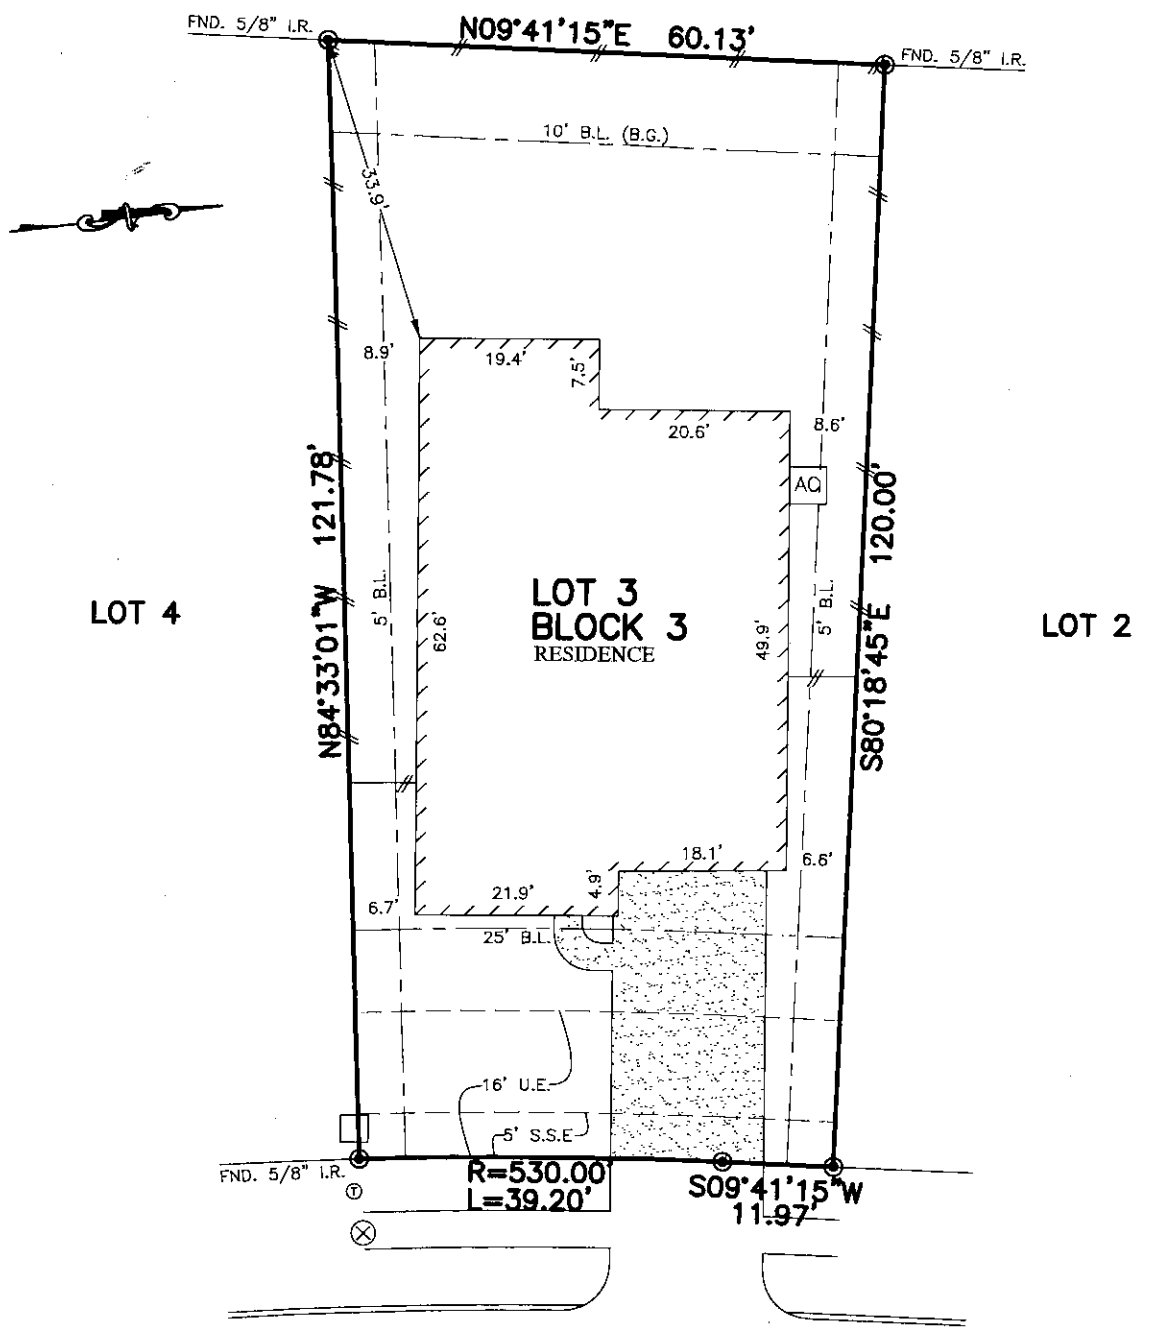 FND. 5/8" I.R.
N09°41'15"E 60.13'
FND. 5/8" I.R.
10' B.L. (B.G.)
33.9'
8.9'
19.4'
7.5'
20.6'
8.6'
AC
N84°33'01"W 121.78'
5' B.L.
62.6'
LOT 3
BLOCK 3
RESIDENCE
49.9'
5' B.L.
S80°18'45"E 120.00'
LOT 4
LOT 2
18.1'
6.6'
4.9'
21.9'
6.7'
25' B.L.
16' U.E.
5' S.S.E
FND. 5/8" I.R.
T
R=530.00'
L=39.20'
S09°41'15"W
11.97'